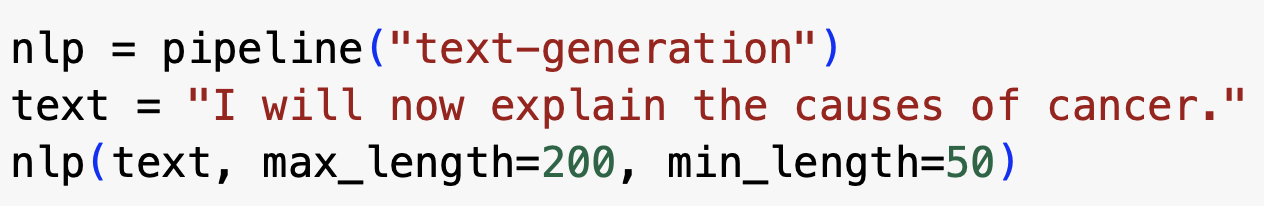 nlp = pipeline("text-generation")
text = "I will now explain the causes of cancer."
nlp(text, max_length=200, min_length=50)